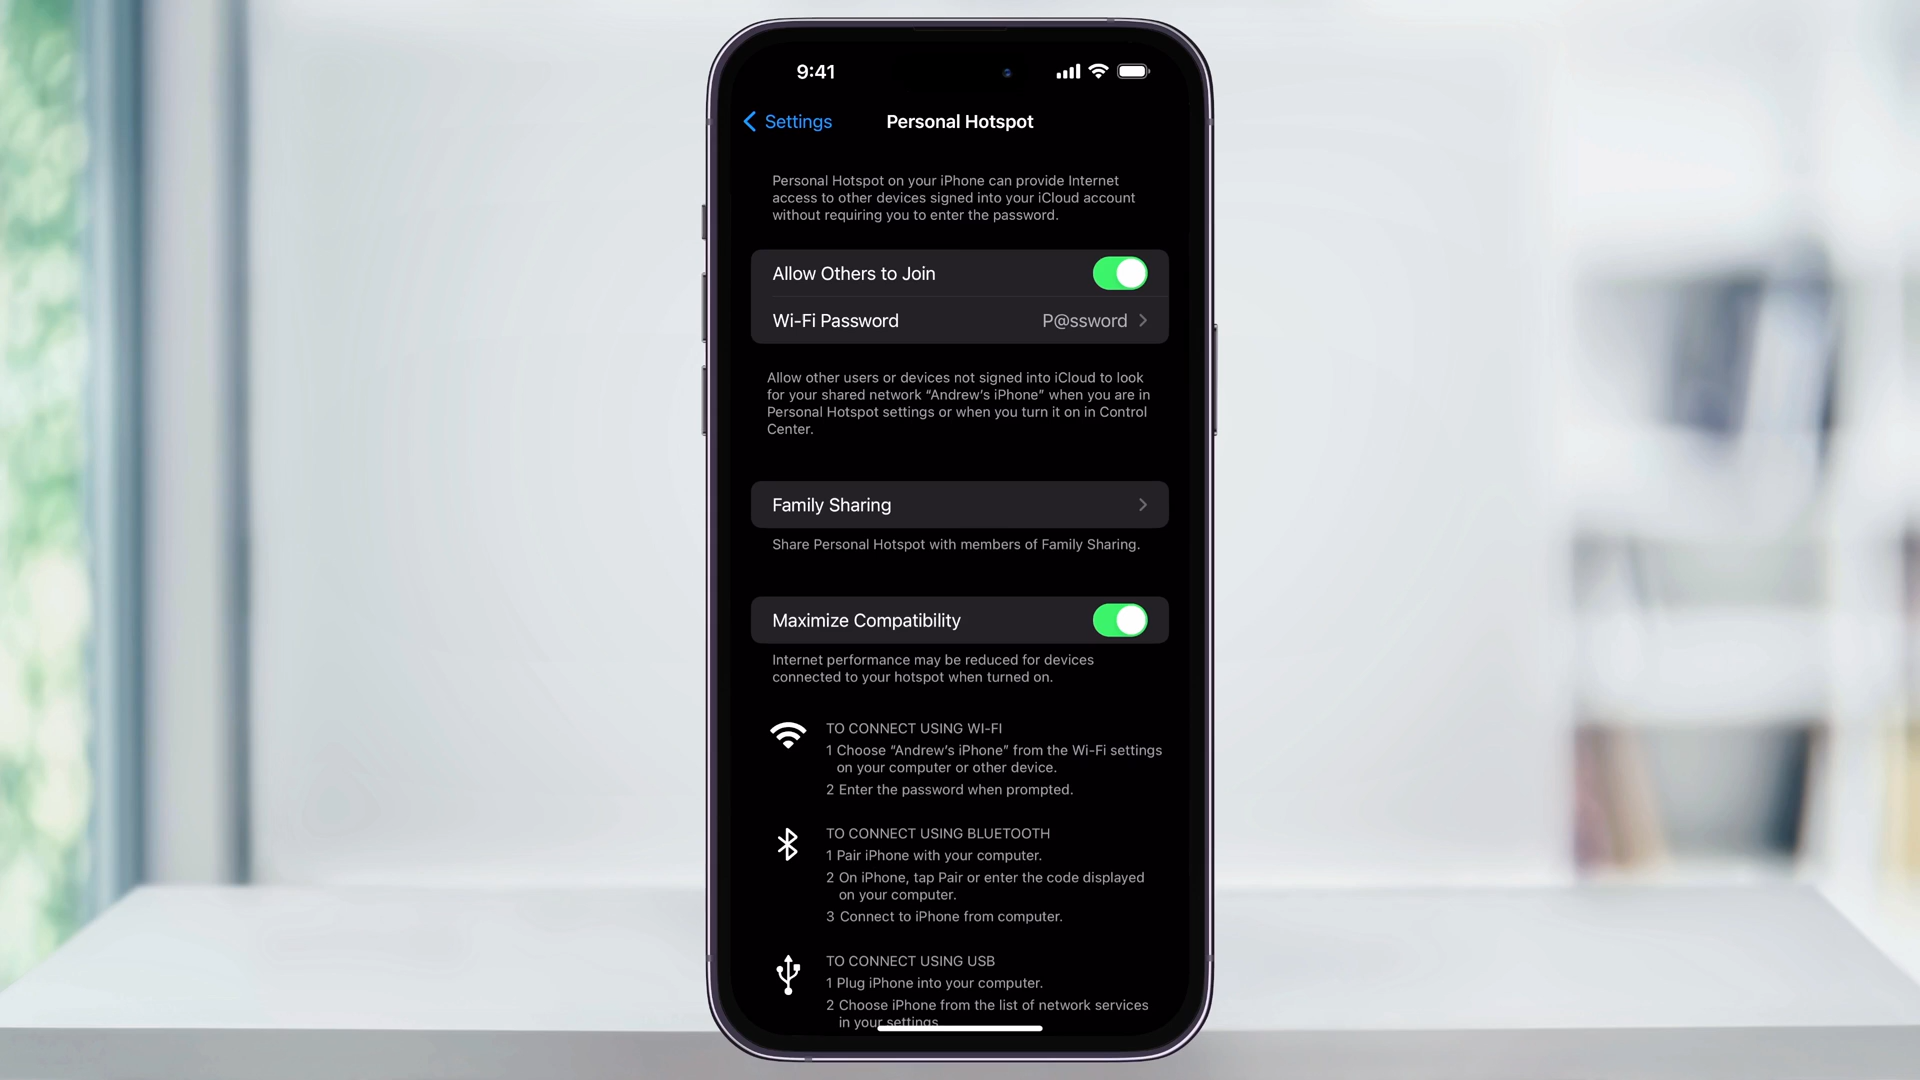 9:41
Settings
Personal Hotspot
Personal Hotspot on your iPhone can provide Internet
access to other devices signed into your iCloud account
without requiring you to enter the password.
Allow Others to Join
Wi-Fi Password P@ssword
Allow other users or devices not signed into iCloud to look
for your shared network “Andrew’s iPhone” when you are in
Personal Hotspot settings or when you turn it on in Control
Center.
Family Sharing
Share Personal Hotspot with members of Family Sharing.
Maximize Compatibility
Internet performance may be reduced for devices
connected to your hotspot when turned on.
TO CONNECT USING WI-FI
1 Choose “Andrew’s iPhone” from the Wi-Fi settings
on your computer or other device.
2 Enter the password when prompted.
TO CONNECT USING BLUETOOTH
1 Pair iPhone with your computer.
2 On iPhone, tap Pair or enter the code displayed
on your computer.
3 Connect to iPhone from computer.
TO CONNECT USING USB
1 Plug iPhone into your computer.
2 Choose iPhone from the list of network services
in your settings